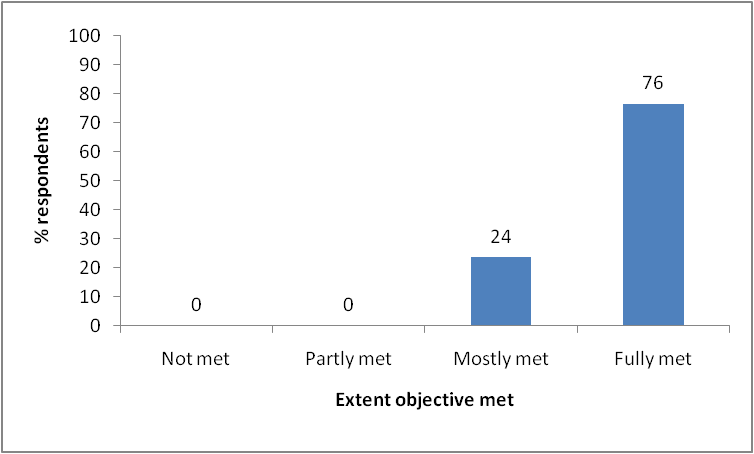 100
90
80
70
60
50
40
30
20
10
0
% respondents
0
0
24
76
Not met
Partly met
Mostly met
Fully met
Extent objective met